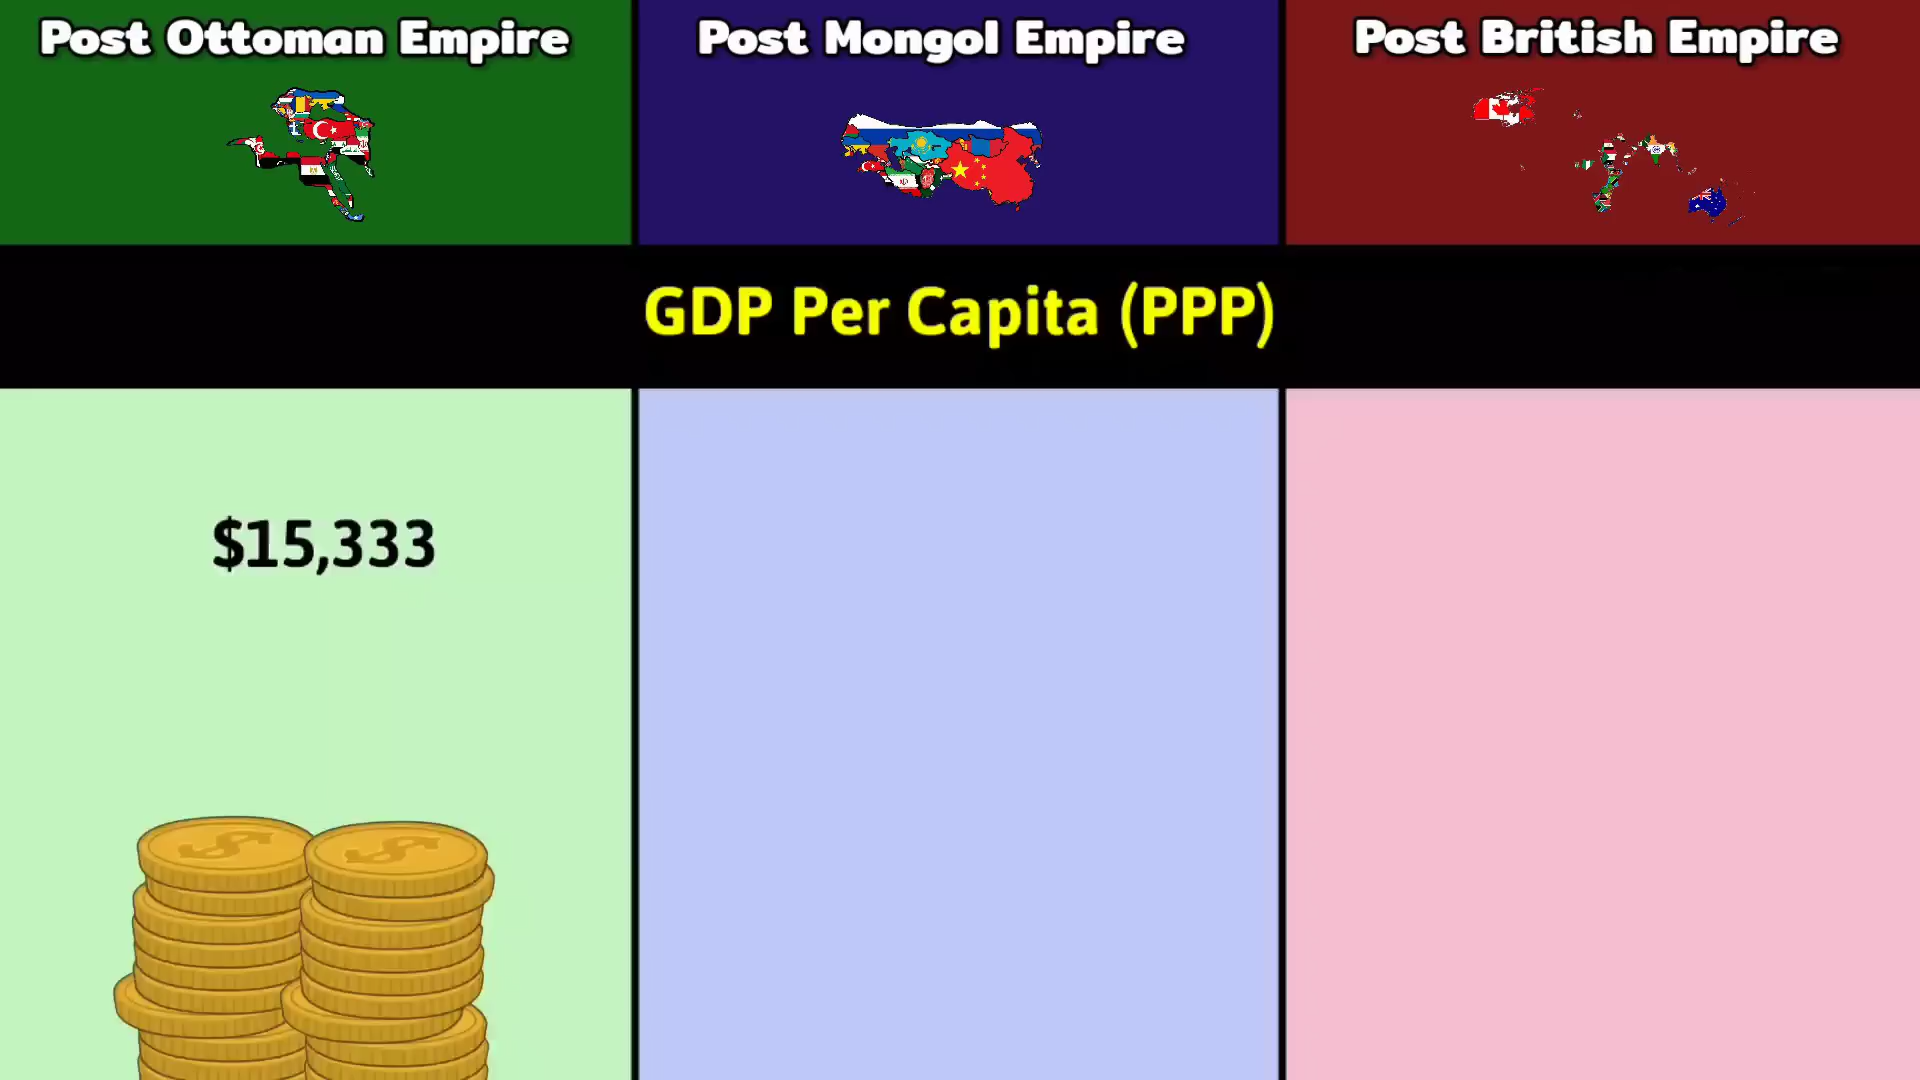 Post Ottoman Empire
Post Mongol Empire
Post British Empire
GDP Per Capita (PPP)
$15,333